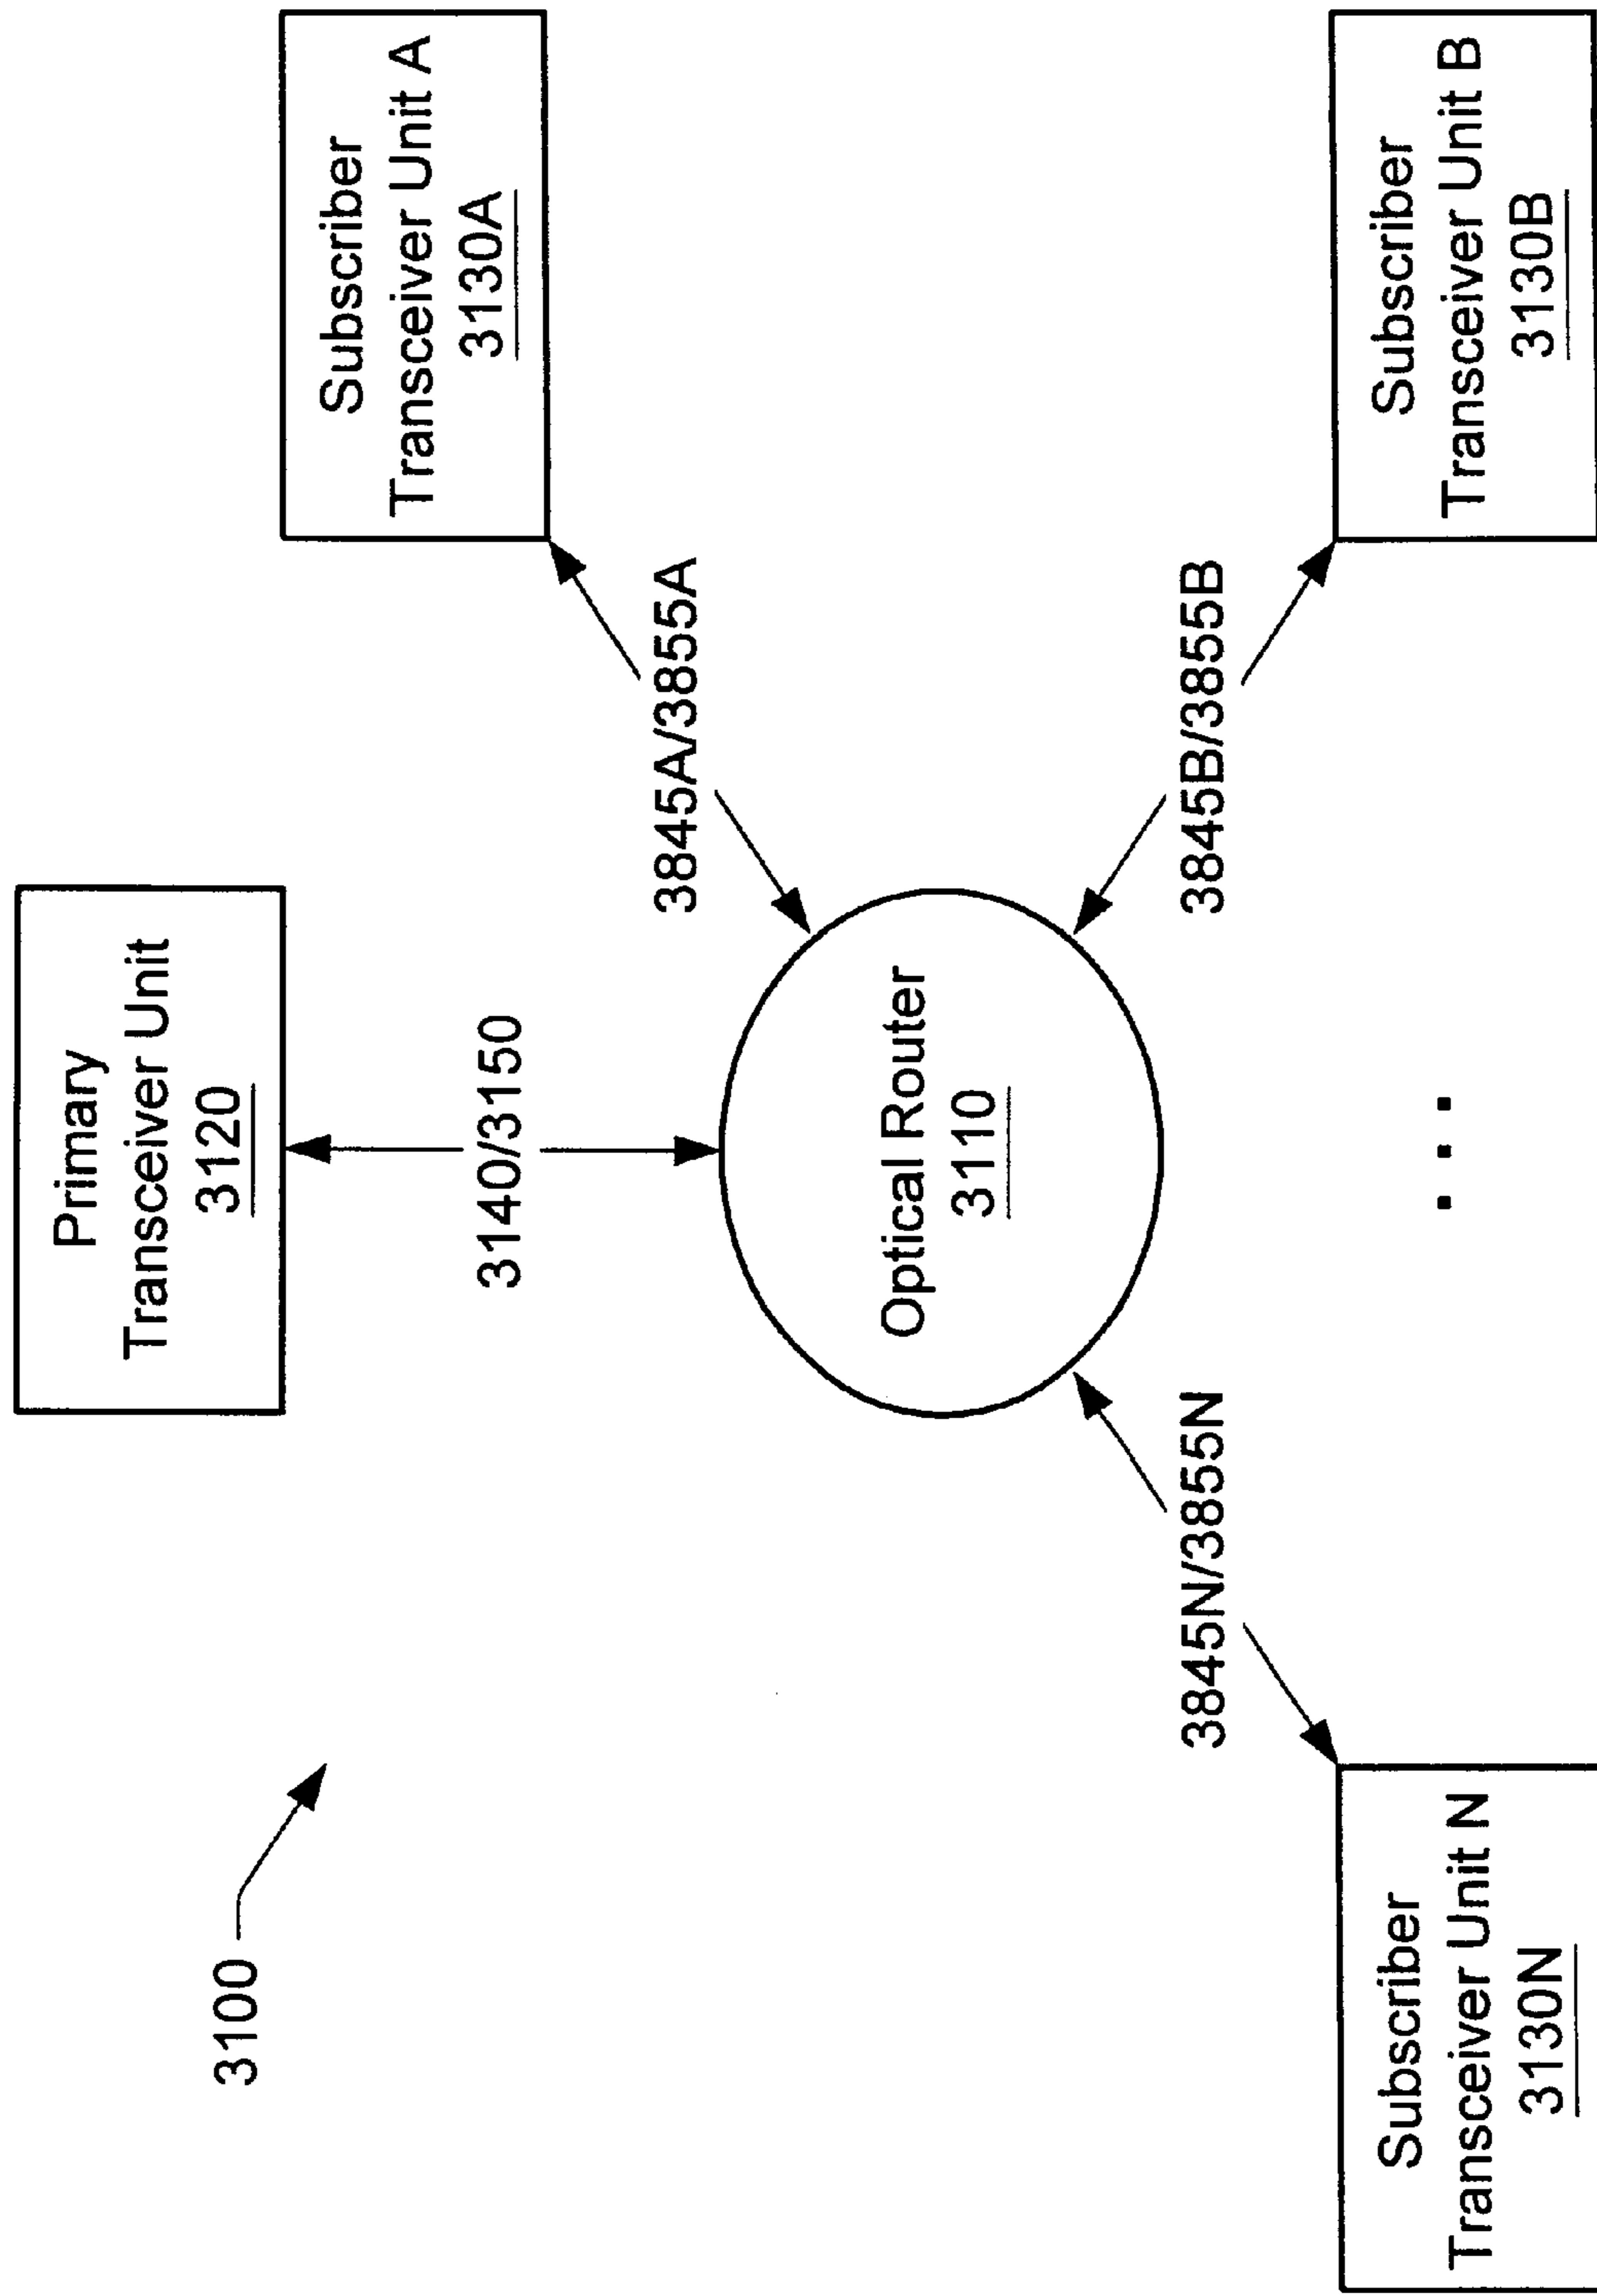 3100
Primary
Transceiver Unit
3120
3140/3150
Subscriber
Transceiver Unit A
3130A
3845A/3855A
Optical Router
3110
3845N/3855N
3845B/3855B
Subscriber
Transceiver Unit N
3130N
. . .
Subscriber
Transceiver Unit B
3130B